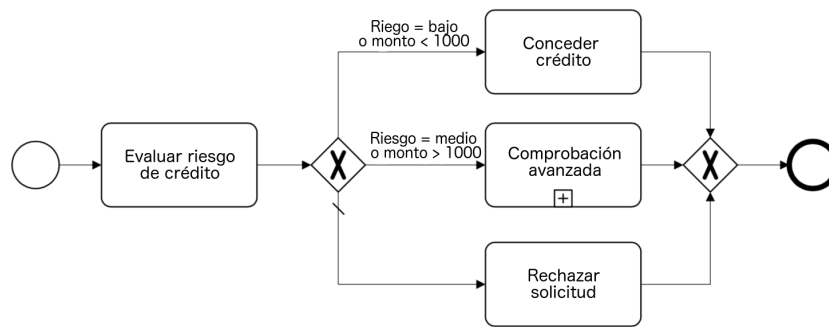 Riego = bajo
o monto < 1000
Conceder
crédito
Evaluar riesgo
de crédito
Riesgo = medio
o monto > 1000
Comprobación
avanzada
Rechazar
solicitud